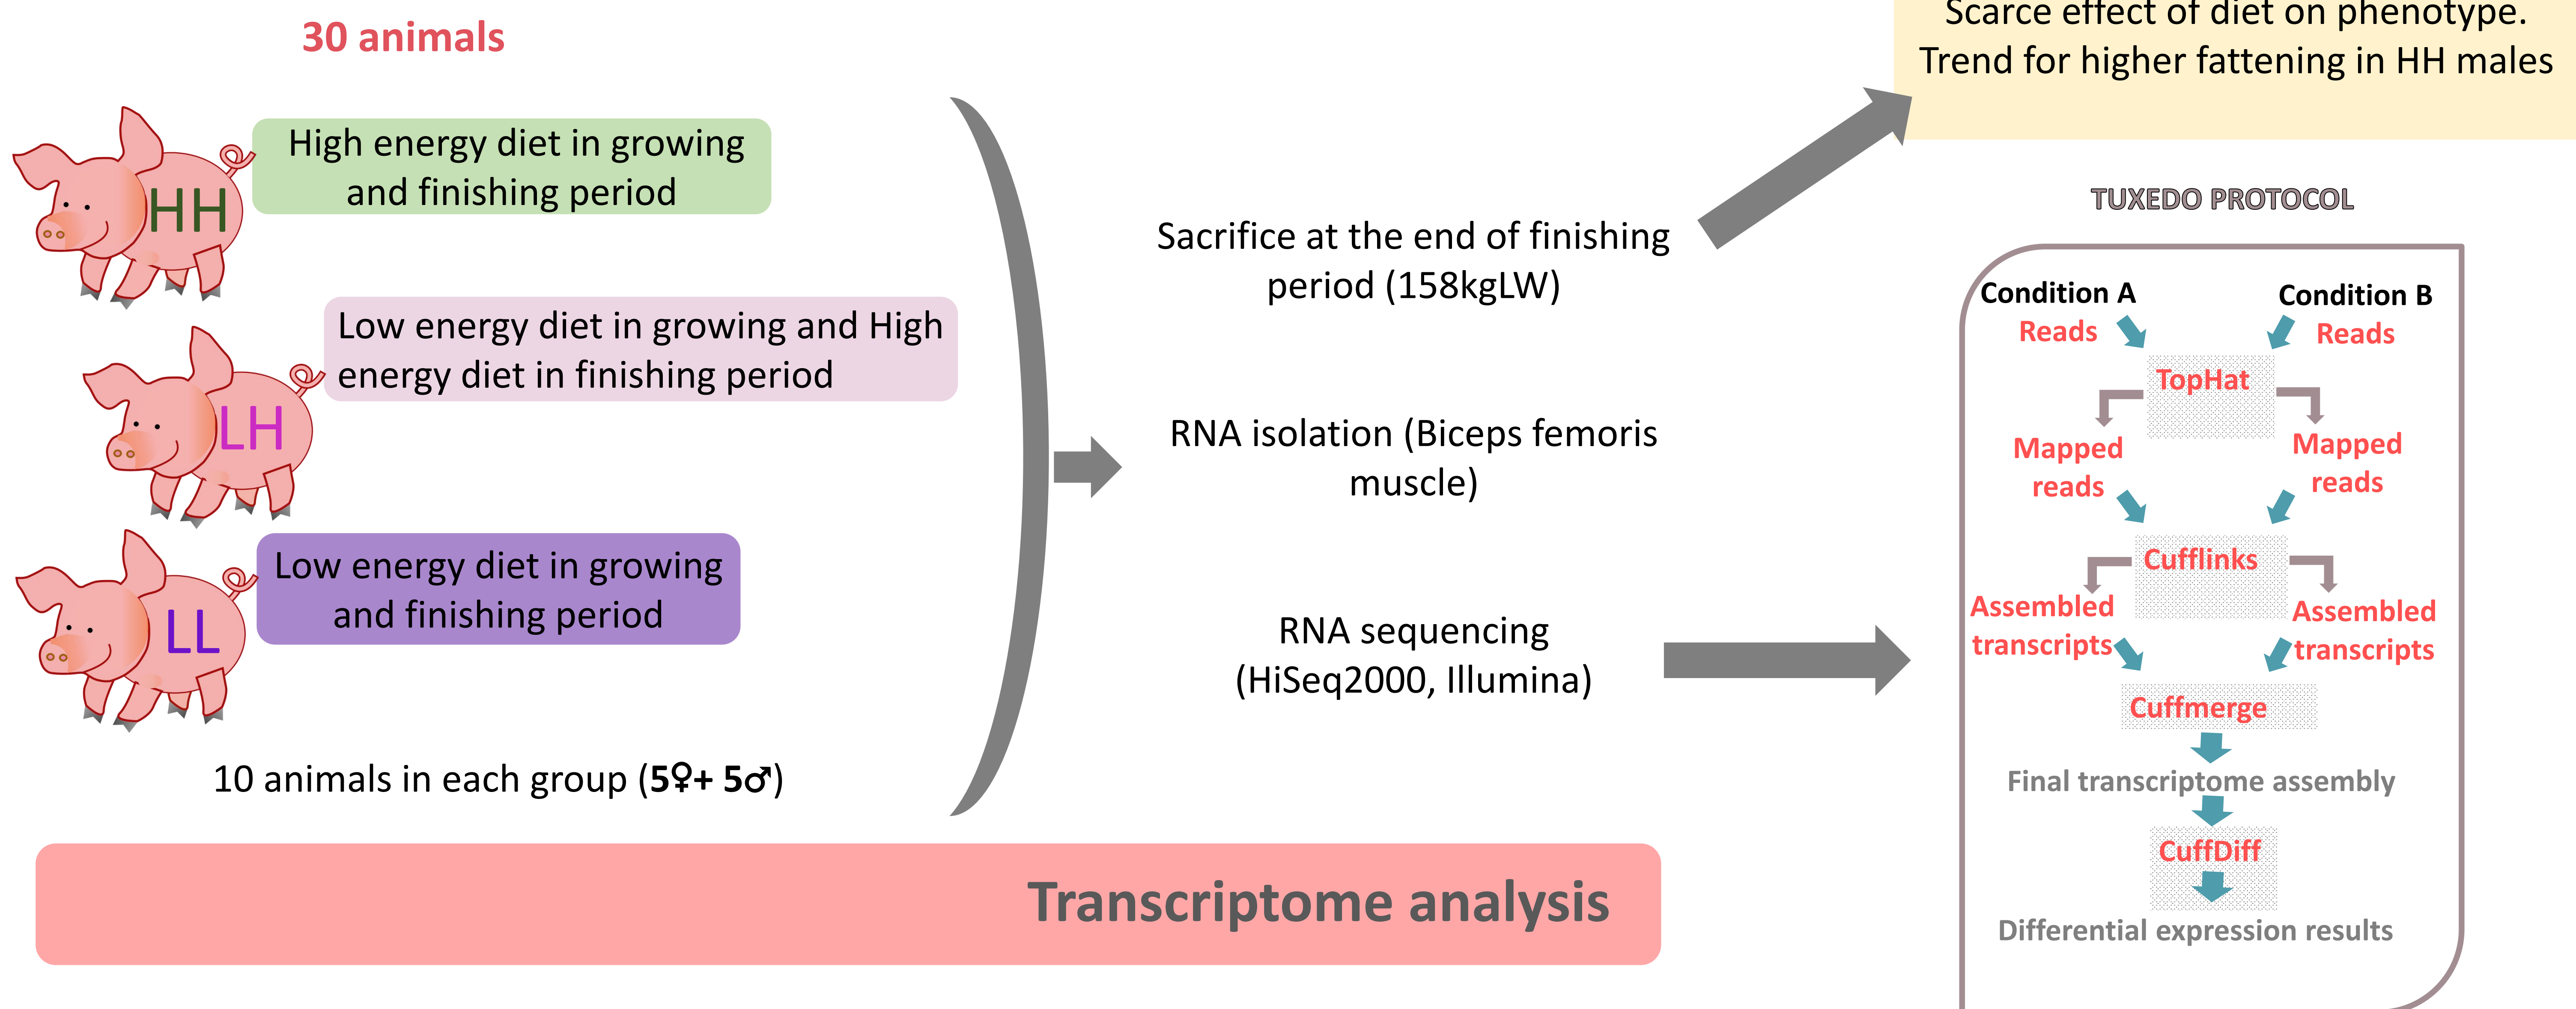 30 animals
HH
High energy diet in growing
and finishing period
LH
Low energy diet in growing and High
energy diet in finishing period
LL
Low energy diet in growing
and finishing period
10 animals in each group (5♀+ 5♂)
Sacrifice at the end of finishing
period (158kgLW)
RNA isolation (Biceps femoris
muscle)
RNA sequencing
(HiSeq2000, Illumina)
Scarce effect of diet on phenotype.
Trend for higher fattening in HH males
Transcriptome analysis
TUXEDO PROTOCOL
Condition A
Condition B
Reads
Reads
TopHat
Mapped
reads
Mapped
reads
Cufflinks
Assembled
transcripts
Assembled
transcripts
Cuffmerge
Final transcriptome assembly
CuffDiff
Differential expression results